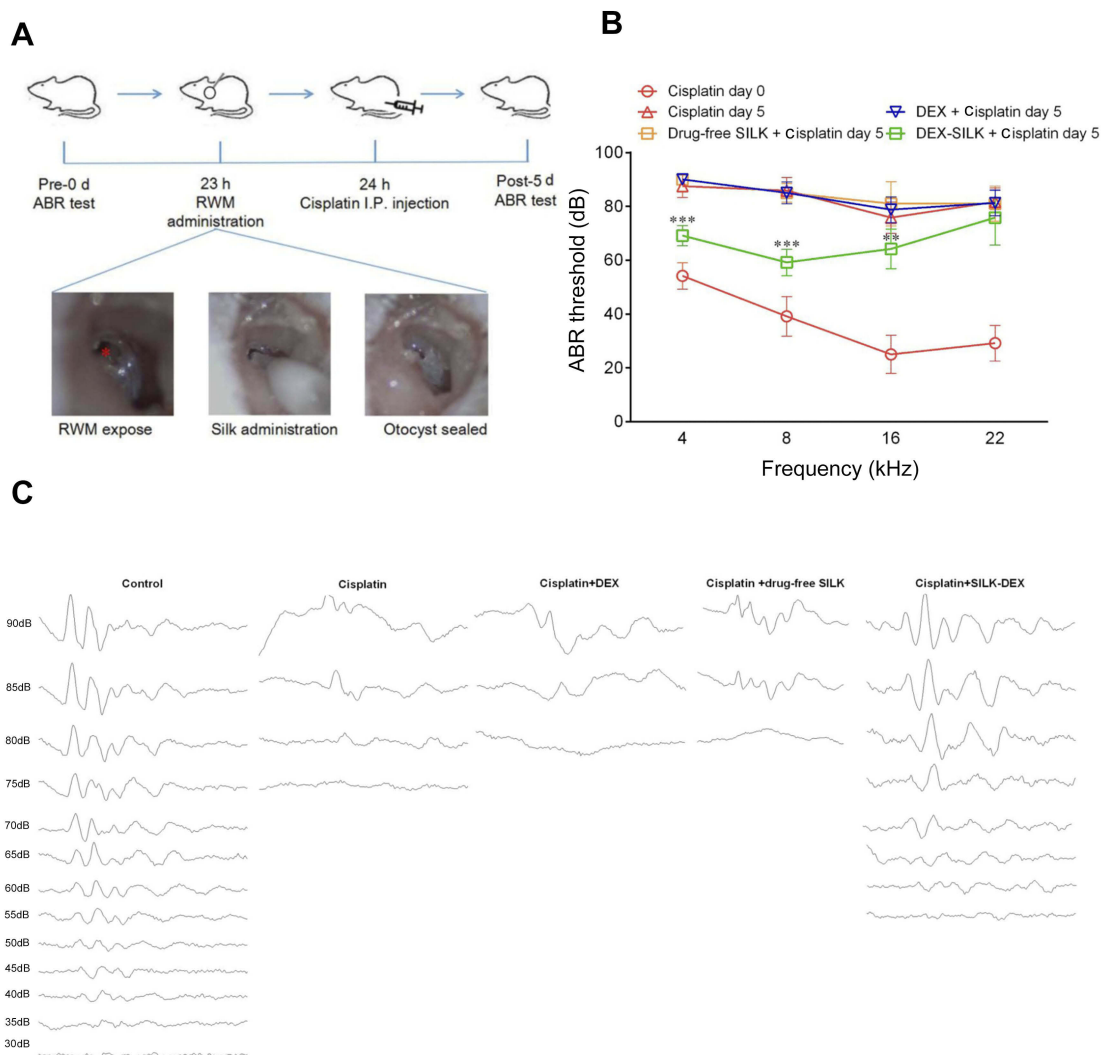 A
Pre-0 d
ABR test
23 h
RWM
administration
24 h
Cisplatin I.P. injection
Post-5 d
ABR test
*
RWM expose
Silk administration
Otocyst sealed
B
Cisplatin day 0
Cisplatin day 5
Drug-free SILK + Cisplatin day 5
DEX + Cisplatin day 5
DEX-SILK + Cisplatin day 5
ABR threshold (dB)
100
80
60
40
20
0
***
***
**
4 8 16 22
Frequency (kHz)
C
Control Cisplatin Cisplatin+DEX Cisplatin +drug-free SILK Cisplatin+SILK-DEX
90dB
85dB
80dB
75dB
70dB
65dB
60dB
55dB
50dB
45dB
40dB
35dB
30dB